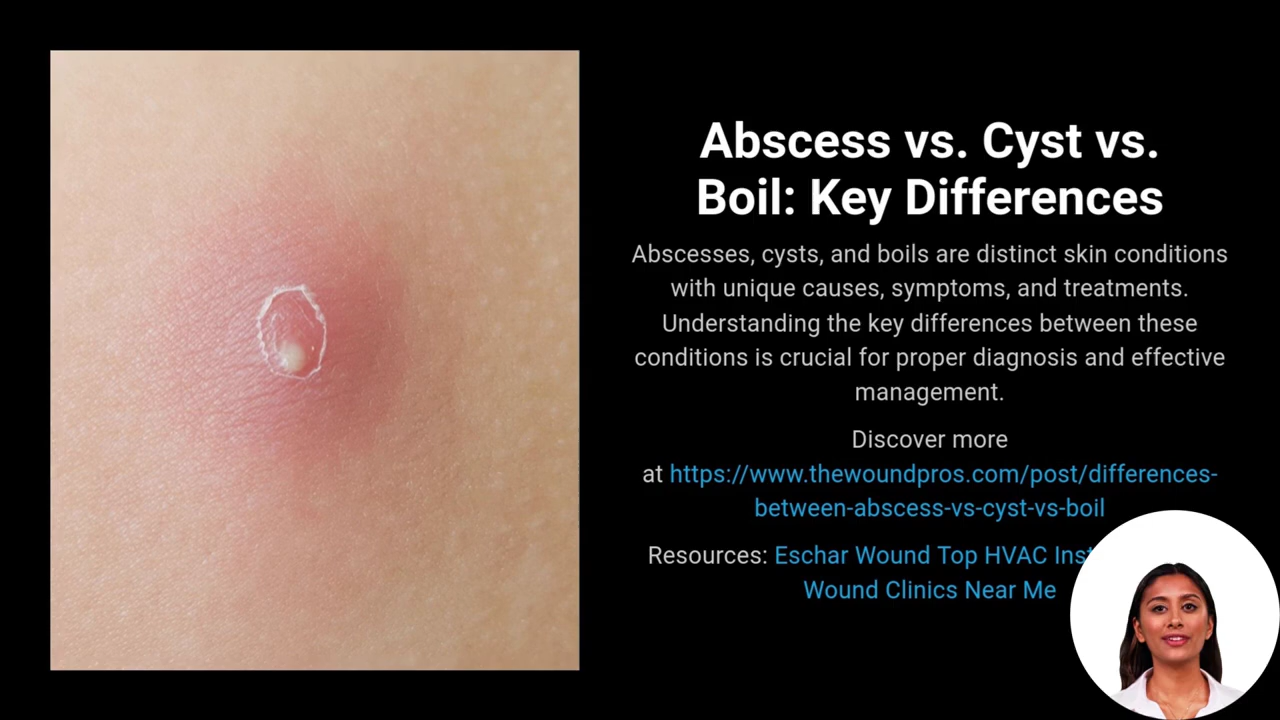 Abscess vs. Cyst vs.
Boil: Key Differences
Abscesses, cysts, and boils are distinct skin conditions
with unique causes, symptoms, and treatments.
Understanding the key differences between these
conditions is crucial for proper diagnosis and effective
management.
Discover more
at https://www.thewoundpros.com/post/differences-
between-abscess-vs-cyst-vs-boil
Resources: Eschar Wound Top HVAC
Wound Clinics Near Me